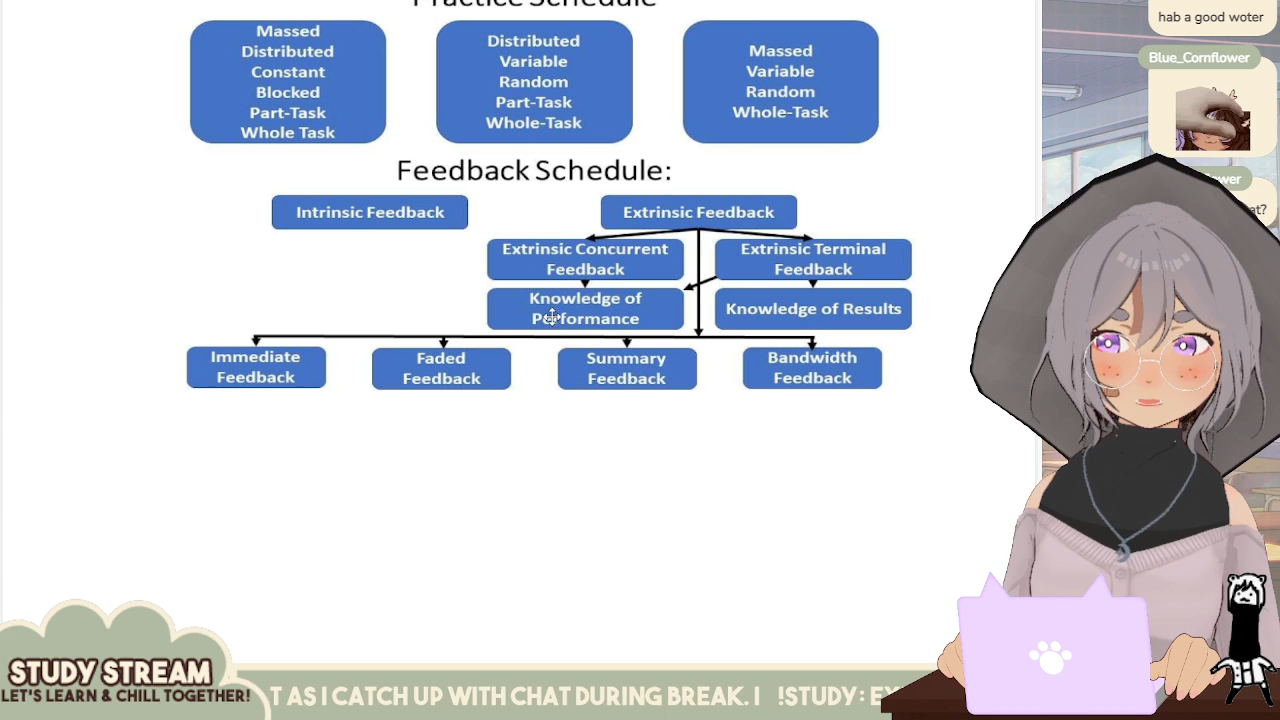 Practice Schedule
Massed
Distributed
Constant
Blocked
Part-Task
Whole Task
Distributed
Variable
Random
Part-Task
Whole-Task
Massed
Variable
Random
Whole-Task
Feedback Schedule:
Intrinsic Feedback
Extrinsic Feedback
Extrinsic Concurrent
Feedback
Extrinsic Terminal
Feedback
Knowledge of
Performance
Knowledge of Results
Immediate
Feedback
Faded
Feedback
Summary
Feedback
Bandwidth
Feedback
hab a good woter
Blue_Cornflower
STUDY STREAM
LET'S LEARN & CHILL TOGETHER!
T AS I CATCH UP WITH CHAT DURING BREAK. | !STUDY: